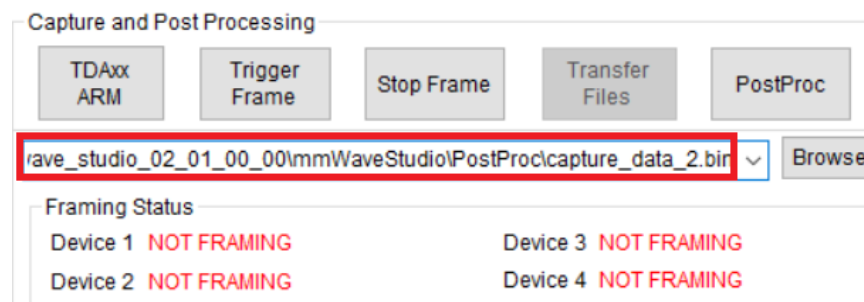 Capture and Post Processing
TDAxx ARM
Trigger Frame
Stop Frame
Transfer Files
PostProc
wave_studio_02_01_00_00\mmWaveStudio\PostProc\capture_data_2.bin
Browse
Framing Status
Device 1 NOT FRAMING
Device 3 NOT FRAMING
Device 2 NOT FRAMING
Device 4 NOT FRAMING